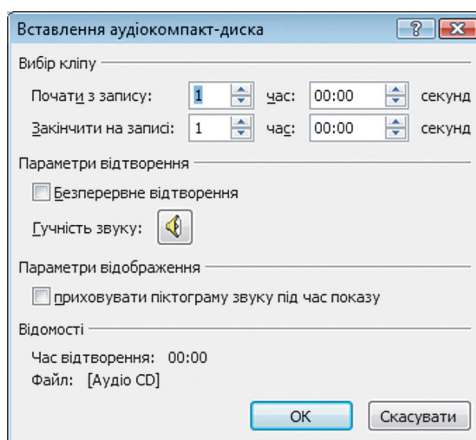 Вставлення аудіокомпакт-диска
Вибір кліпу
Почати з запису: 1 час: 00:00 секунд
Закінчити на записі: 1 час: 00:00 секунд
Параметри відтворення
Безперервне відтворення
Гучність звуку:
Параметри відображення
приховувати піктограму звуку під час показу
Відомості
Час відтворення: 00:00
Файл: [Аудіо CD]
ОК Скасувати